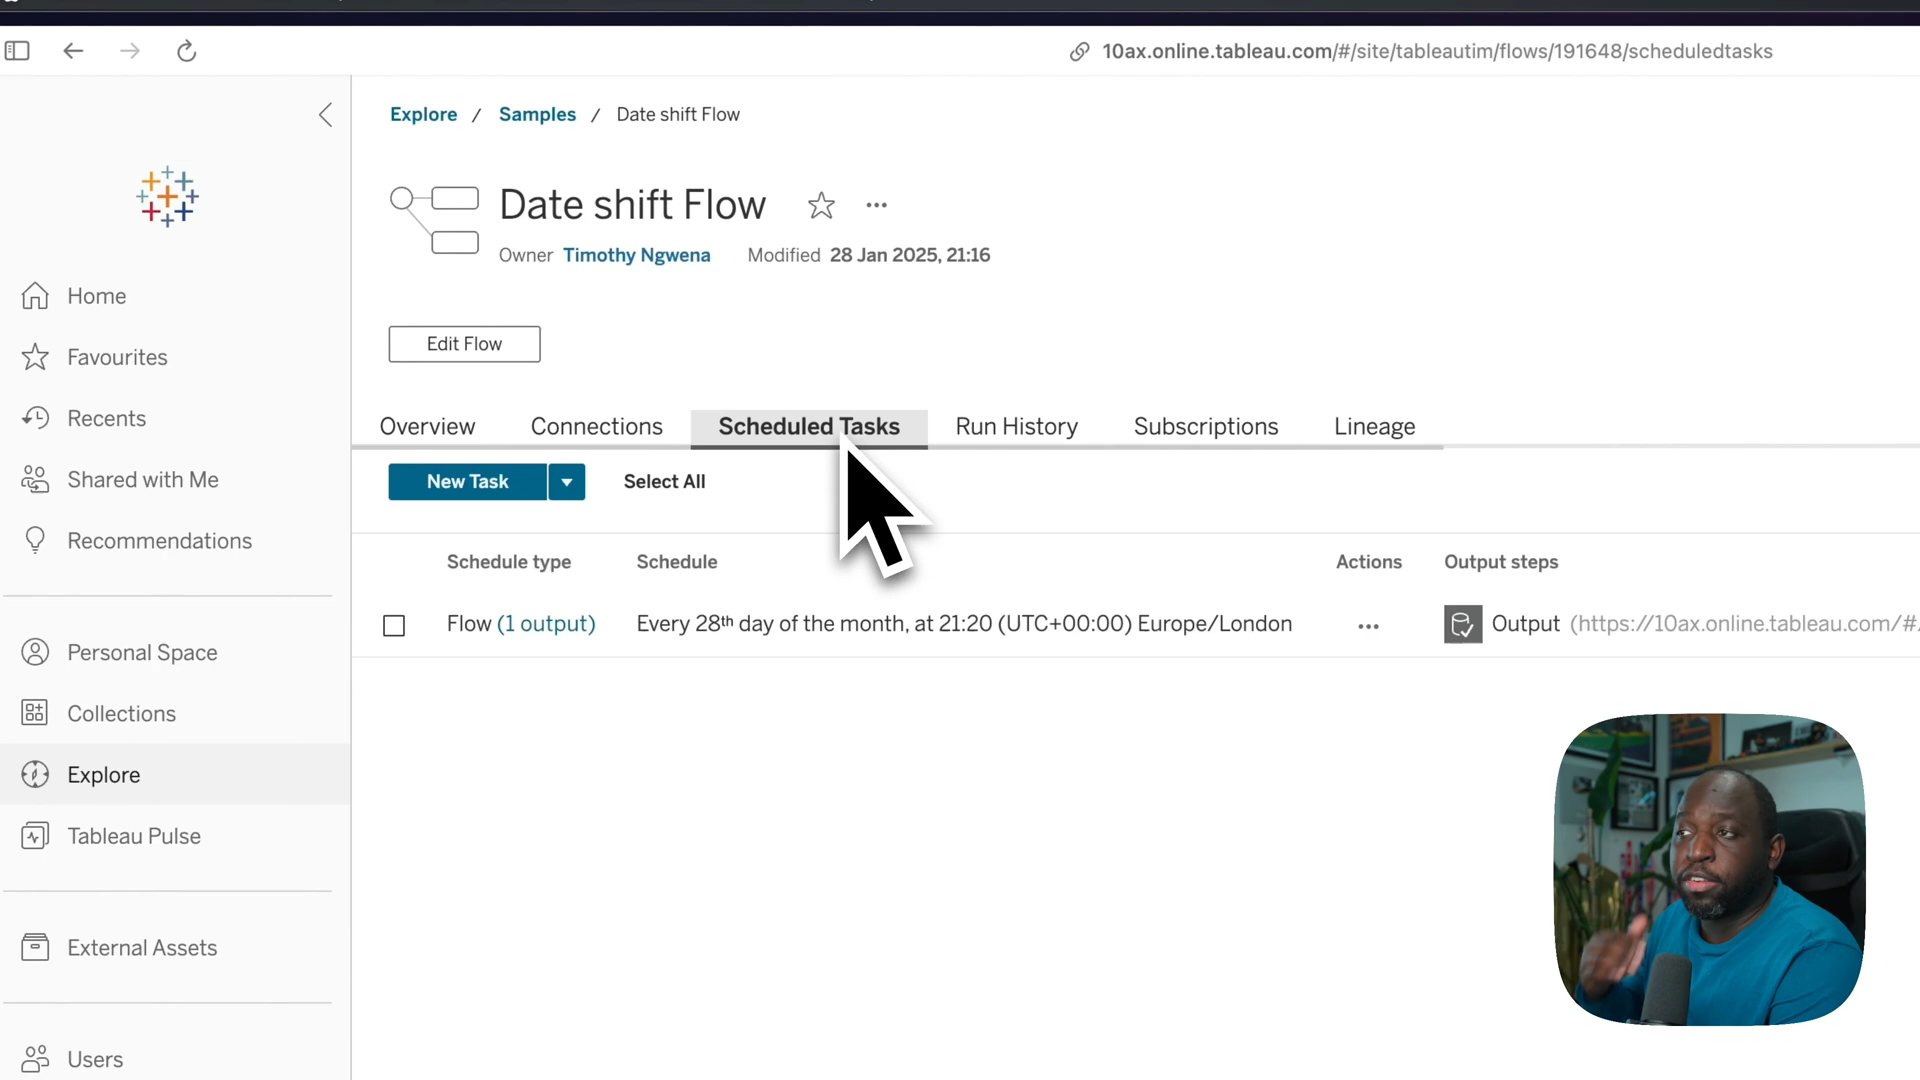 10ax.online.tableau.com/#/site/tableautim/flows/191648/scheduledtasks
Explore / Samples / Date shift Flow
Date shift Flow
Owner Timothy Ngwena Modified 28 Jan 2025, 21:16
Edit Flow
Home
Favourites
Recents
Shared with Me
Recommendations
Personal Space
Collections
Explore
Tableau Pulse
External Assets
Users
Overview Connections Scheduled Tasks Run History Subscriptions Lineage
New Task Select All
Schedule type Schedule Actions Output steps
Flow (1 output) Every 28th day of the month, at 21:20 (UTC+00:00) Europe/London ... Output (https://10ax.online.tableau.com/#